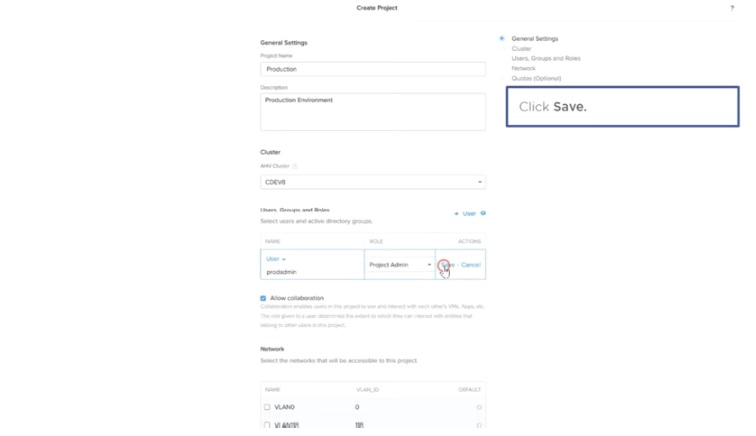 Create Project
?
General Settings
Project Name
Production
Description
Production Environment
Cluster
AHV Cluster
CDEV8
Users, Groups and Roles
+ User
Select users and active directory groups.
NAME ROLE ACTIONS
User
prodadmin
Project Admin
Save - Cancel
Allow collaboration
Collaboration enables users in this project to see and interact with each other's VMs, Apps, etc.
The role given to a user determines the extent to which they can interact with entities that
belong to other users in this project.
Network
Select the networks that will be accessible to this project.
NAME VLAN_ID DEFAULT
VLAN0 0
General Settings
Cluster
Users, Groups and Roles
Network
Quotas (Optional)
Click Save.